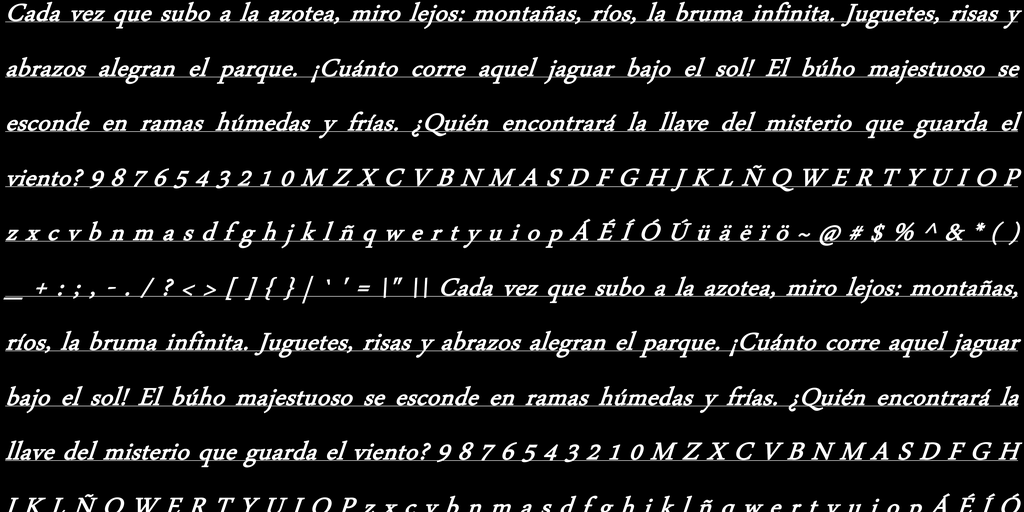 Cada vez que subo a la azotea, miro lejos: montañas, ríos, la bruma infinita. Juguetes, risas y
abrazos alegran el parque. ¡Cuánto corre aquel jaguar bajo el sol! El búho majestuoso se
esconde en ramas húmedas y frías. ¿Quién encontrará la llave del misterio que guarda el
viento? 9 8 7 6 5 4 3 2 1 0 M Z X C V B N M A S D F G H J K L Ñ Q W E R T Y U I O P
z x c v b n m a s d f g h j k l ñ q w e r t y u i o p Á É Í Ó Ú ü ä ë ï ö ~ @ # $ % ^ & * ( )
_ + : ; , - . / ? < > [ ] { } | ` ' = \" || Cada vez que subo a la azotea, miro lejos: montañas,
ríos, la bruma infinita. Juguetes, risas y abrazos alegran el parque. ¡Cuánto corre aquel jaguar
bajo el sol! El búho majestuoso se esconde en ramas húmedas y frías. ¿Quién encontrará la
llave del misterio que guarda el viento? 9 8 7 6 5 4 3 2 1 0 M Z X C V B N M A S D F G H
J K L Ñ Q W E R T Y U I O P z x c v b n m a s d f g h j k l ñ q w e r t y u i o p Á É Í Ó